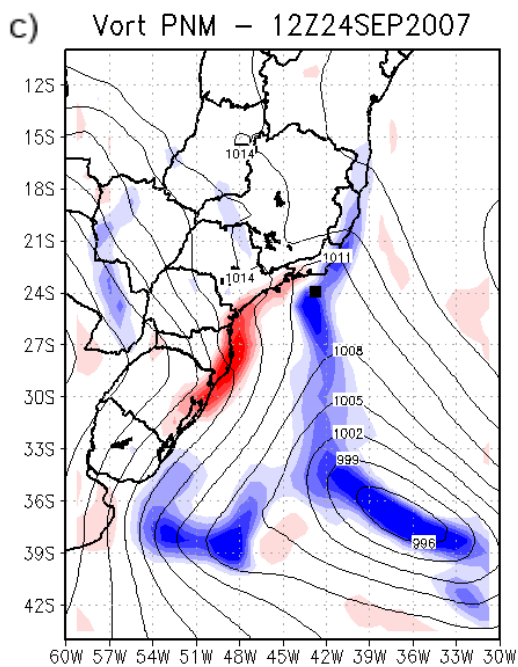 c) Vort PNM – 12Z24SEP2007
12S
15S
1014
18S
21S
1011
1014
24S
27S
1008
30S
1005
33S
1002
999
36S
996
39S
42S
60W 57W 54W 51W 48W 45W 42W 39W 36W 33W 30W